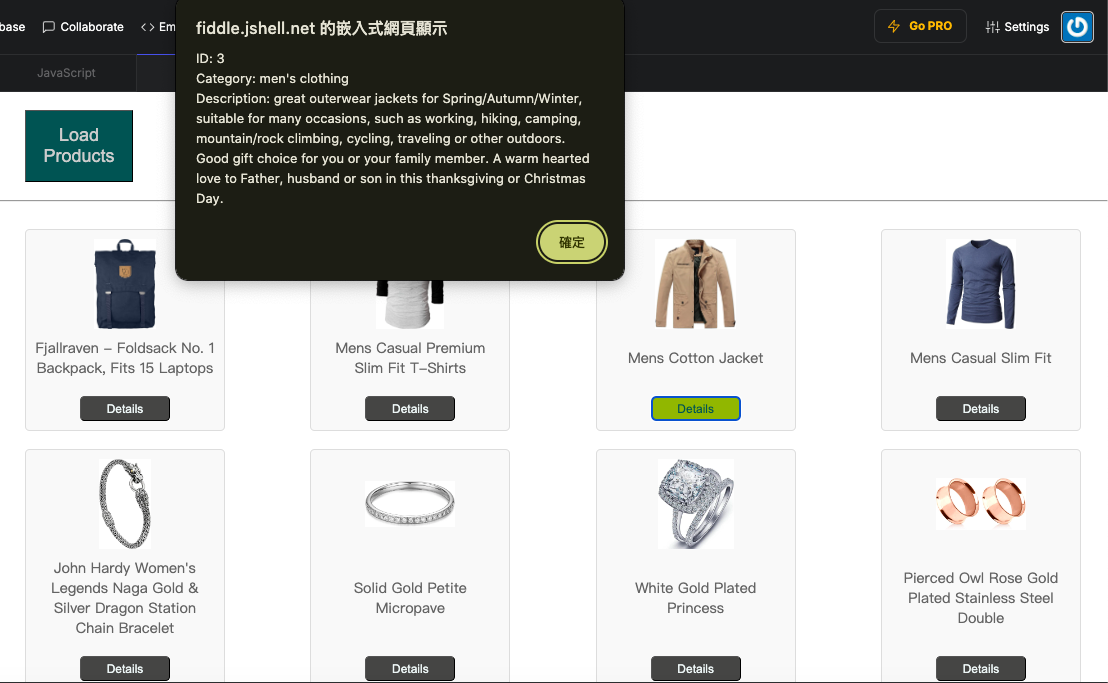 base
Collaborate
Em
Go PRO
Settings
JavaScript
fiddle.jshell.net 的嵌入式網頁顯示
ID: 3
Category: men's clothing
Description: great outerwear jackets for Spring/Autumn/Winter,
suitable for many occasions, such as working, hiking, camping,
mountain/rock climbing, cycling, traveling or other outdoors.
Good gift choice for you or your family member. A warm hearted
love to Father, husband or son in this thanksgiving or Christmas
Day.
確定
Load
Products
Fjallraven - Foldsack No. 1
Backpack, Fits 15 Laptops
Details
Mens Casual Premium
Slim Fit T-Shirts
Details
Mens Cotton Jacket
Details
Mens Casual Slim Fit
Details
John Hardy Women's
Legends Naga Gold &
Silver Dragon Station
Chain Bracelet
Details
Solid Gold Petite
Micropave
Details
White Gold Plated
Princess
Details
Pierced Owl Rose Gold
Plated Stainless Steel
Double
Details